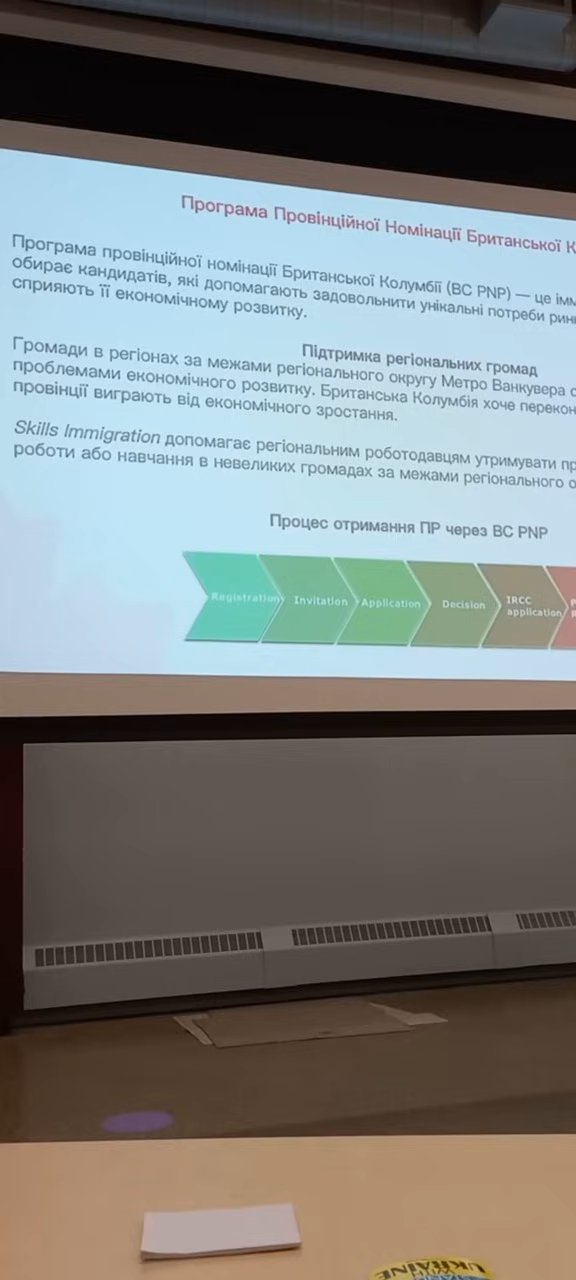 Програма Провінційної Номінації Британської К
Програма провінційної номінації Британської Колумбії (BC PNP) — це імм
обирає кандидатів, які допомагають задовольнити унікальні потреби рин
сприяють її економічному розвитку.
Підтримка регіональних громад
Громади в регіонах за межами регіонального округу Метро Ванкувера с
проблемами економічного розвитку. Британська Колумбія хоче перекон
провінції виграють від економічного зростання.
Skills Immigration допомагає регіональним роботодавцям утримувати пр
роботи або навчання в невеликих громадах за межами регіонального о
Процес отримання ПР через BC PNP
Registration
Invitation
Application
Decision
IRCC
application
UKRAINE